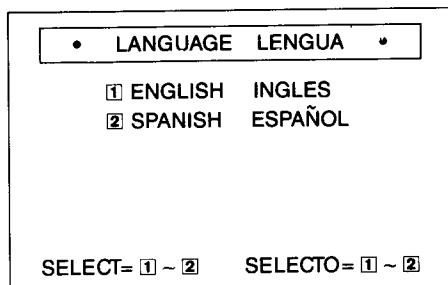 • LANGUAGE LENGUA •
1 ENGLISH INGLES
2 SPANISH ESPAÑOL
SELECT= 1 ~ 2 SELECTO= 1 ~ 2